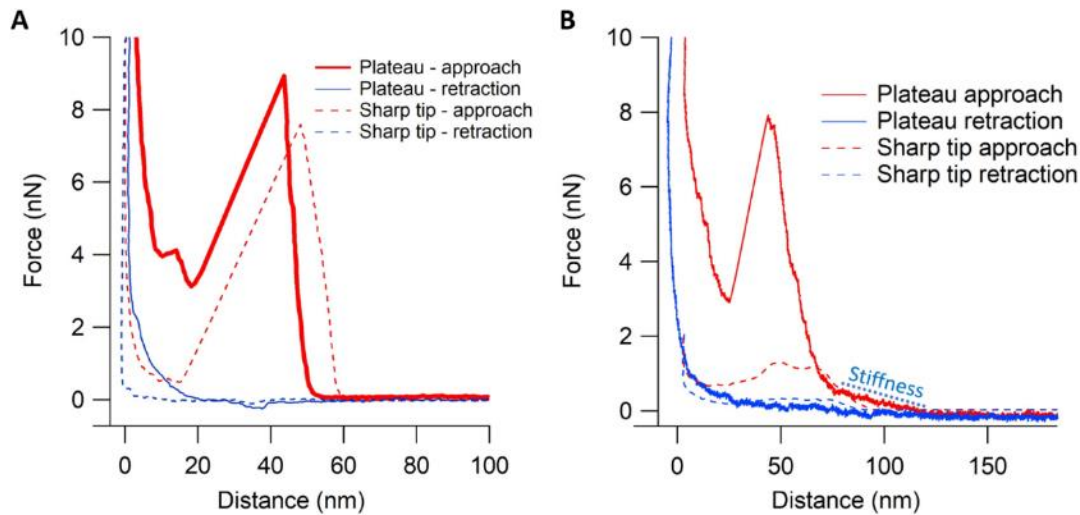 A
10
8
6
4
2
0
Force (nN)
0 20 40 60 80 100
Distance (nm)
Plateau - approach
Plateau - retraction
Sharp tip - approach
Sharp tip - retraction
B
10
8
6
4
2
0
Force (nN)
0 50 100 150
Distance (nm)
Plateau approach
Plateau retraction
Sharp tip approach
Sharp tip retraction
Stiffness